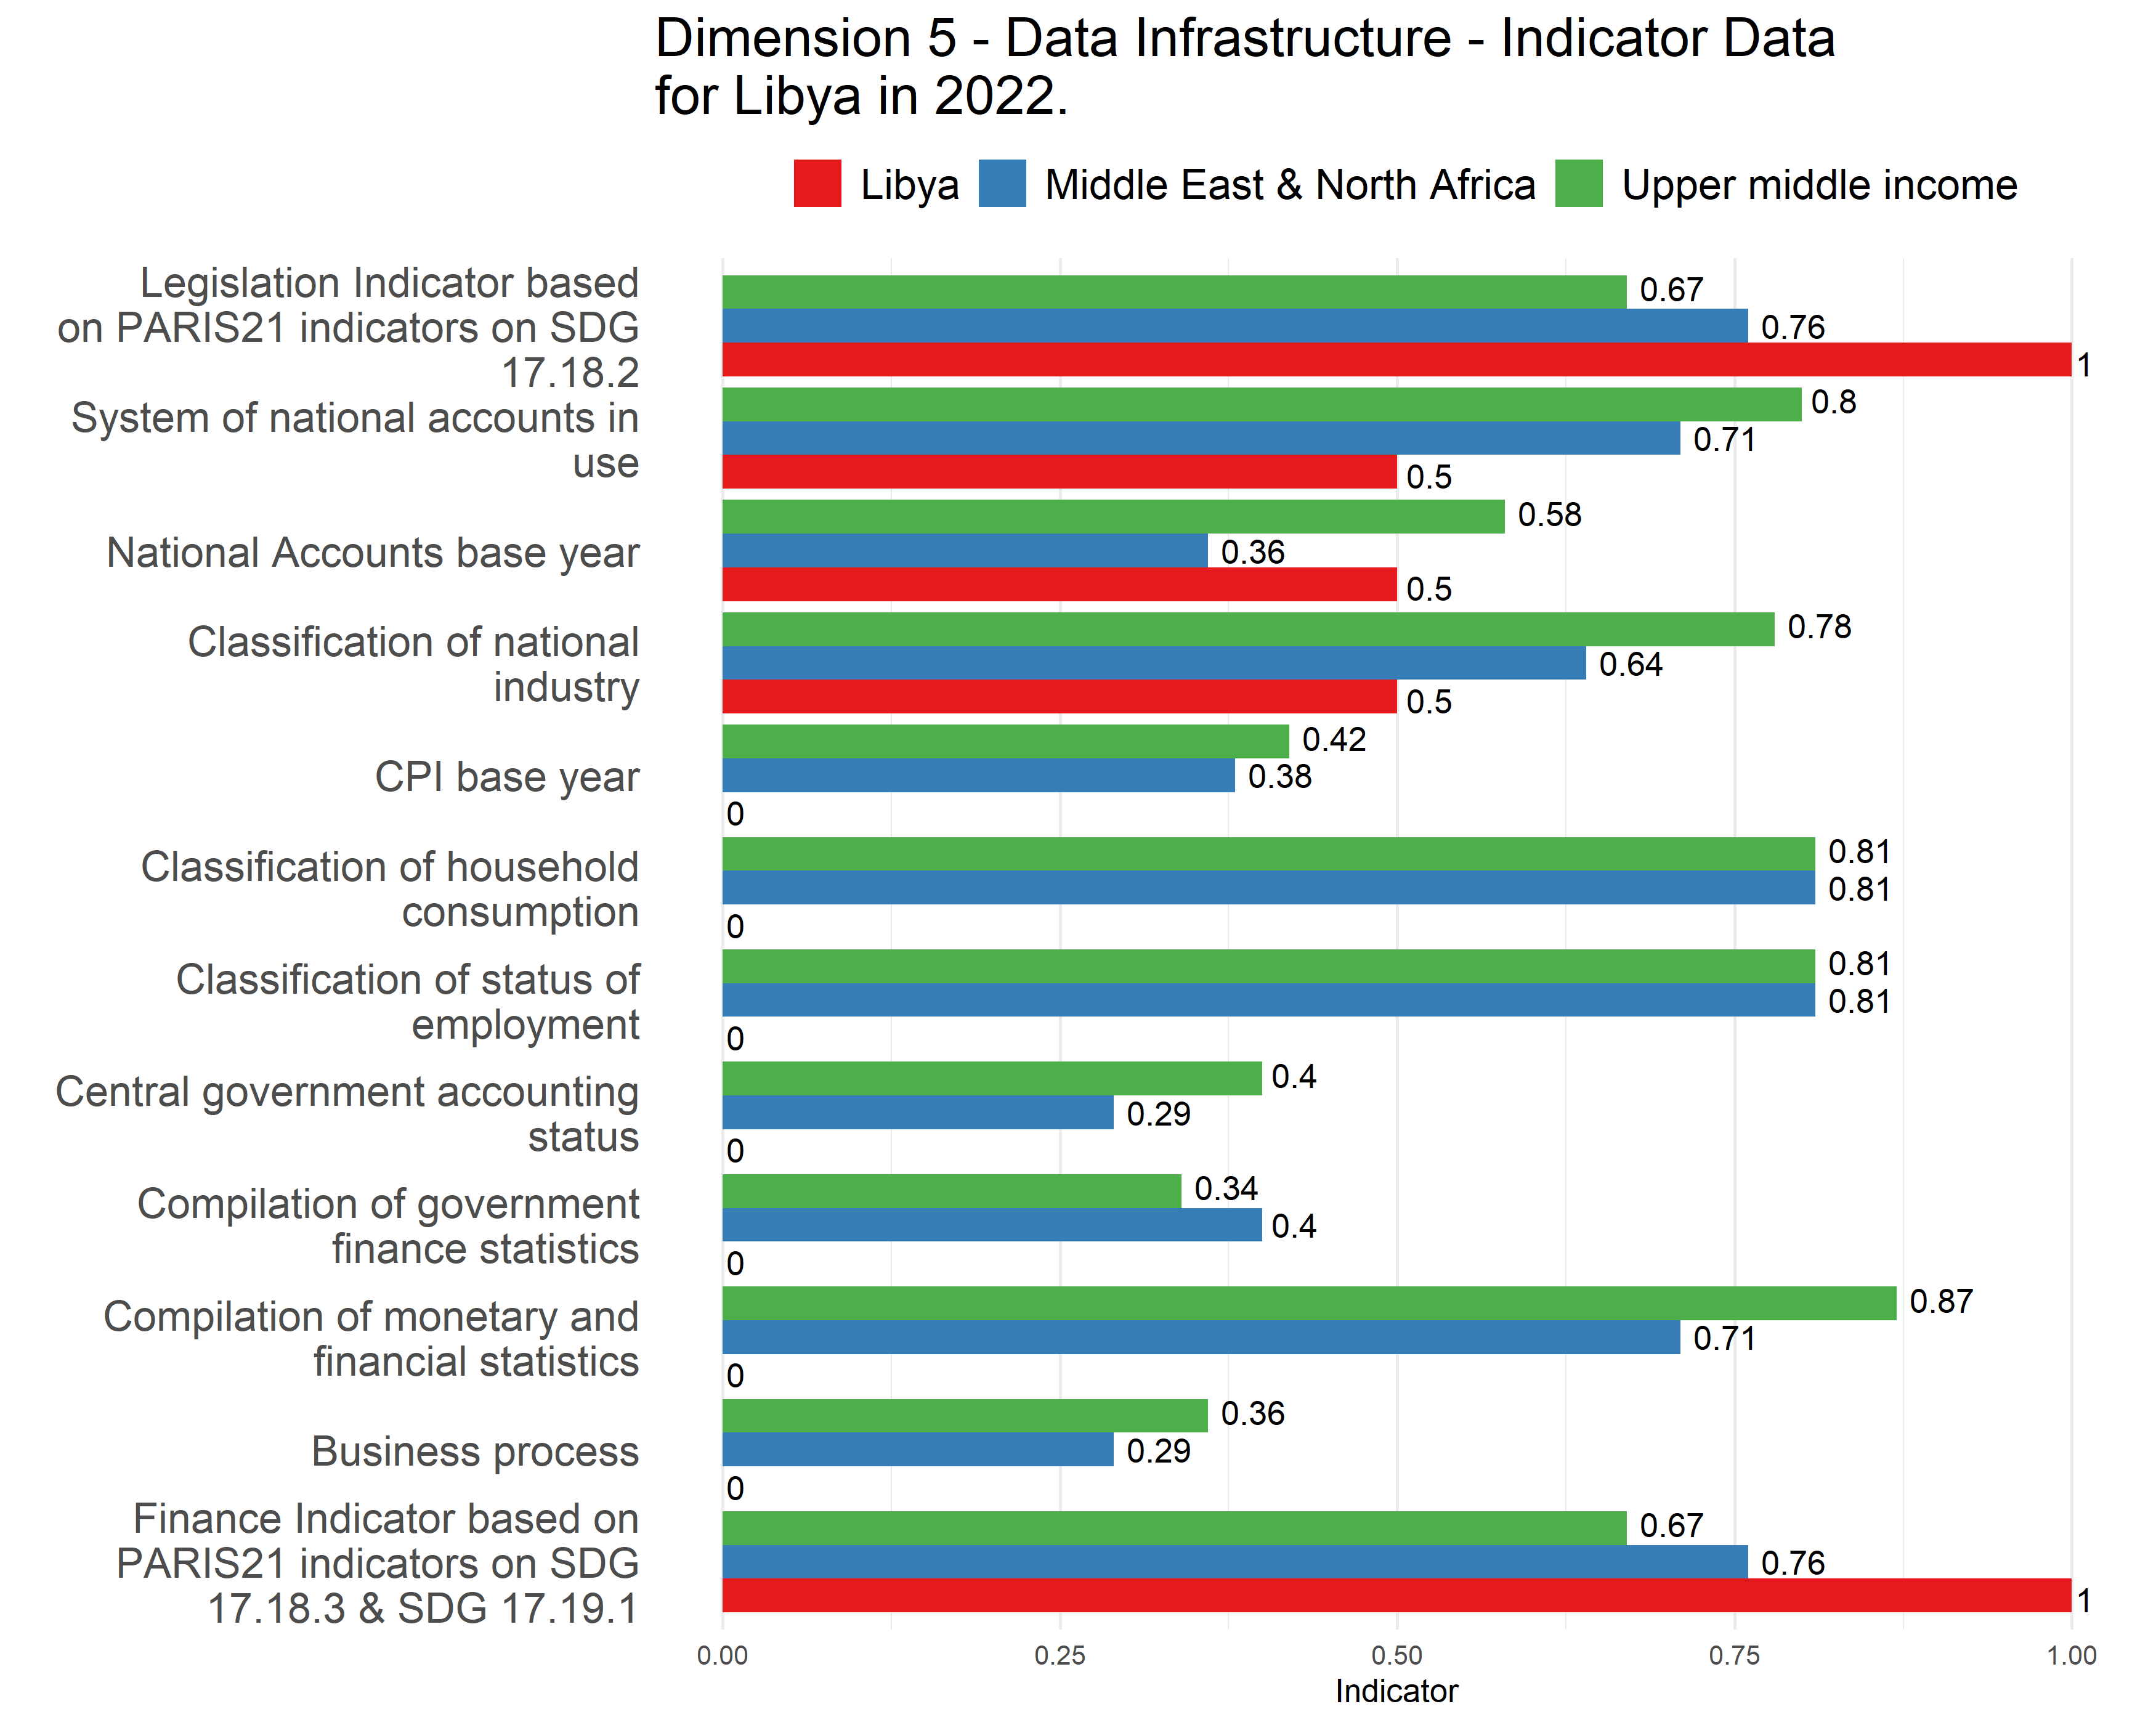 Dimension 5 - Data Infrastructure - Indicator Data
for Libya in 2022.
Libya
Middle East & North Africa
Upper middle income
Legislation Indicator based
on PARIS21 indicators on SDG
17.18.2
0.67
0.76
1
System of national accounts in
use
0.8
0.71
0.5
National Accounts base year
0.58
0.36
0.5
Classification of national
industry
0.78
0.64
0.5
CPI base year
0.42
0.38
0
Classification of household
consumption
0.81
0.81
0
Classification of status of
employment
0.81
0.81
0
Central government accounting
status
0.4
0.29
0
Compilation of government
finance statistics
0.34
0.4
0
Compilation of monetary and
financial statistics
0.87
0.71
0
Business process
0.36
0.29
0
Finance Indicator based on
PARIS21 indicators on SDG
17.18.3 & SDG 17.19.1
0.67
0.76
1
0.00
0.25
0.50
0.75
1.00
Indicator